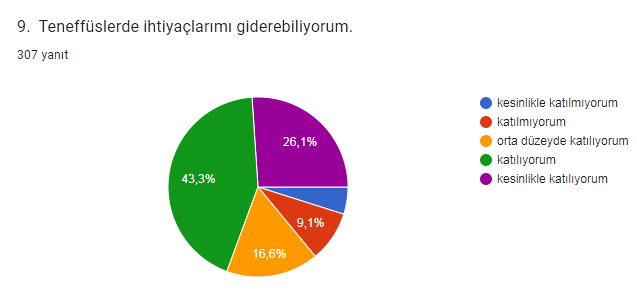 9. Teneffüslerde ihtiyaçlarımı giderebiliyorum.
307 yanıt
kesinlikle katılmıyorum
katılmıyorum
orta düzeyde katılıyorum
katılıyorum
kesinlikle katılıyorum
26,1%
43,3%
9,1%
16,6%